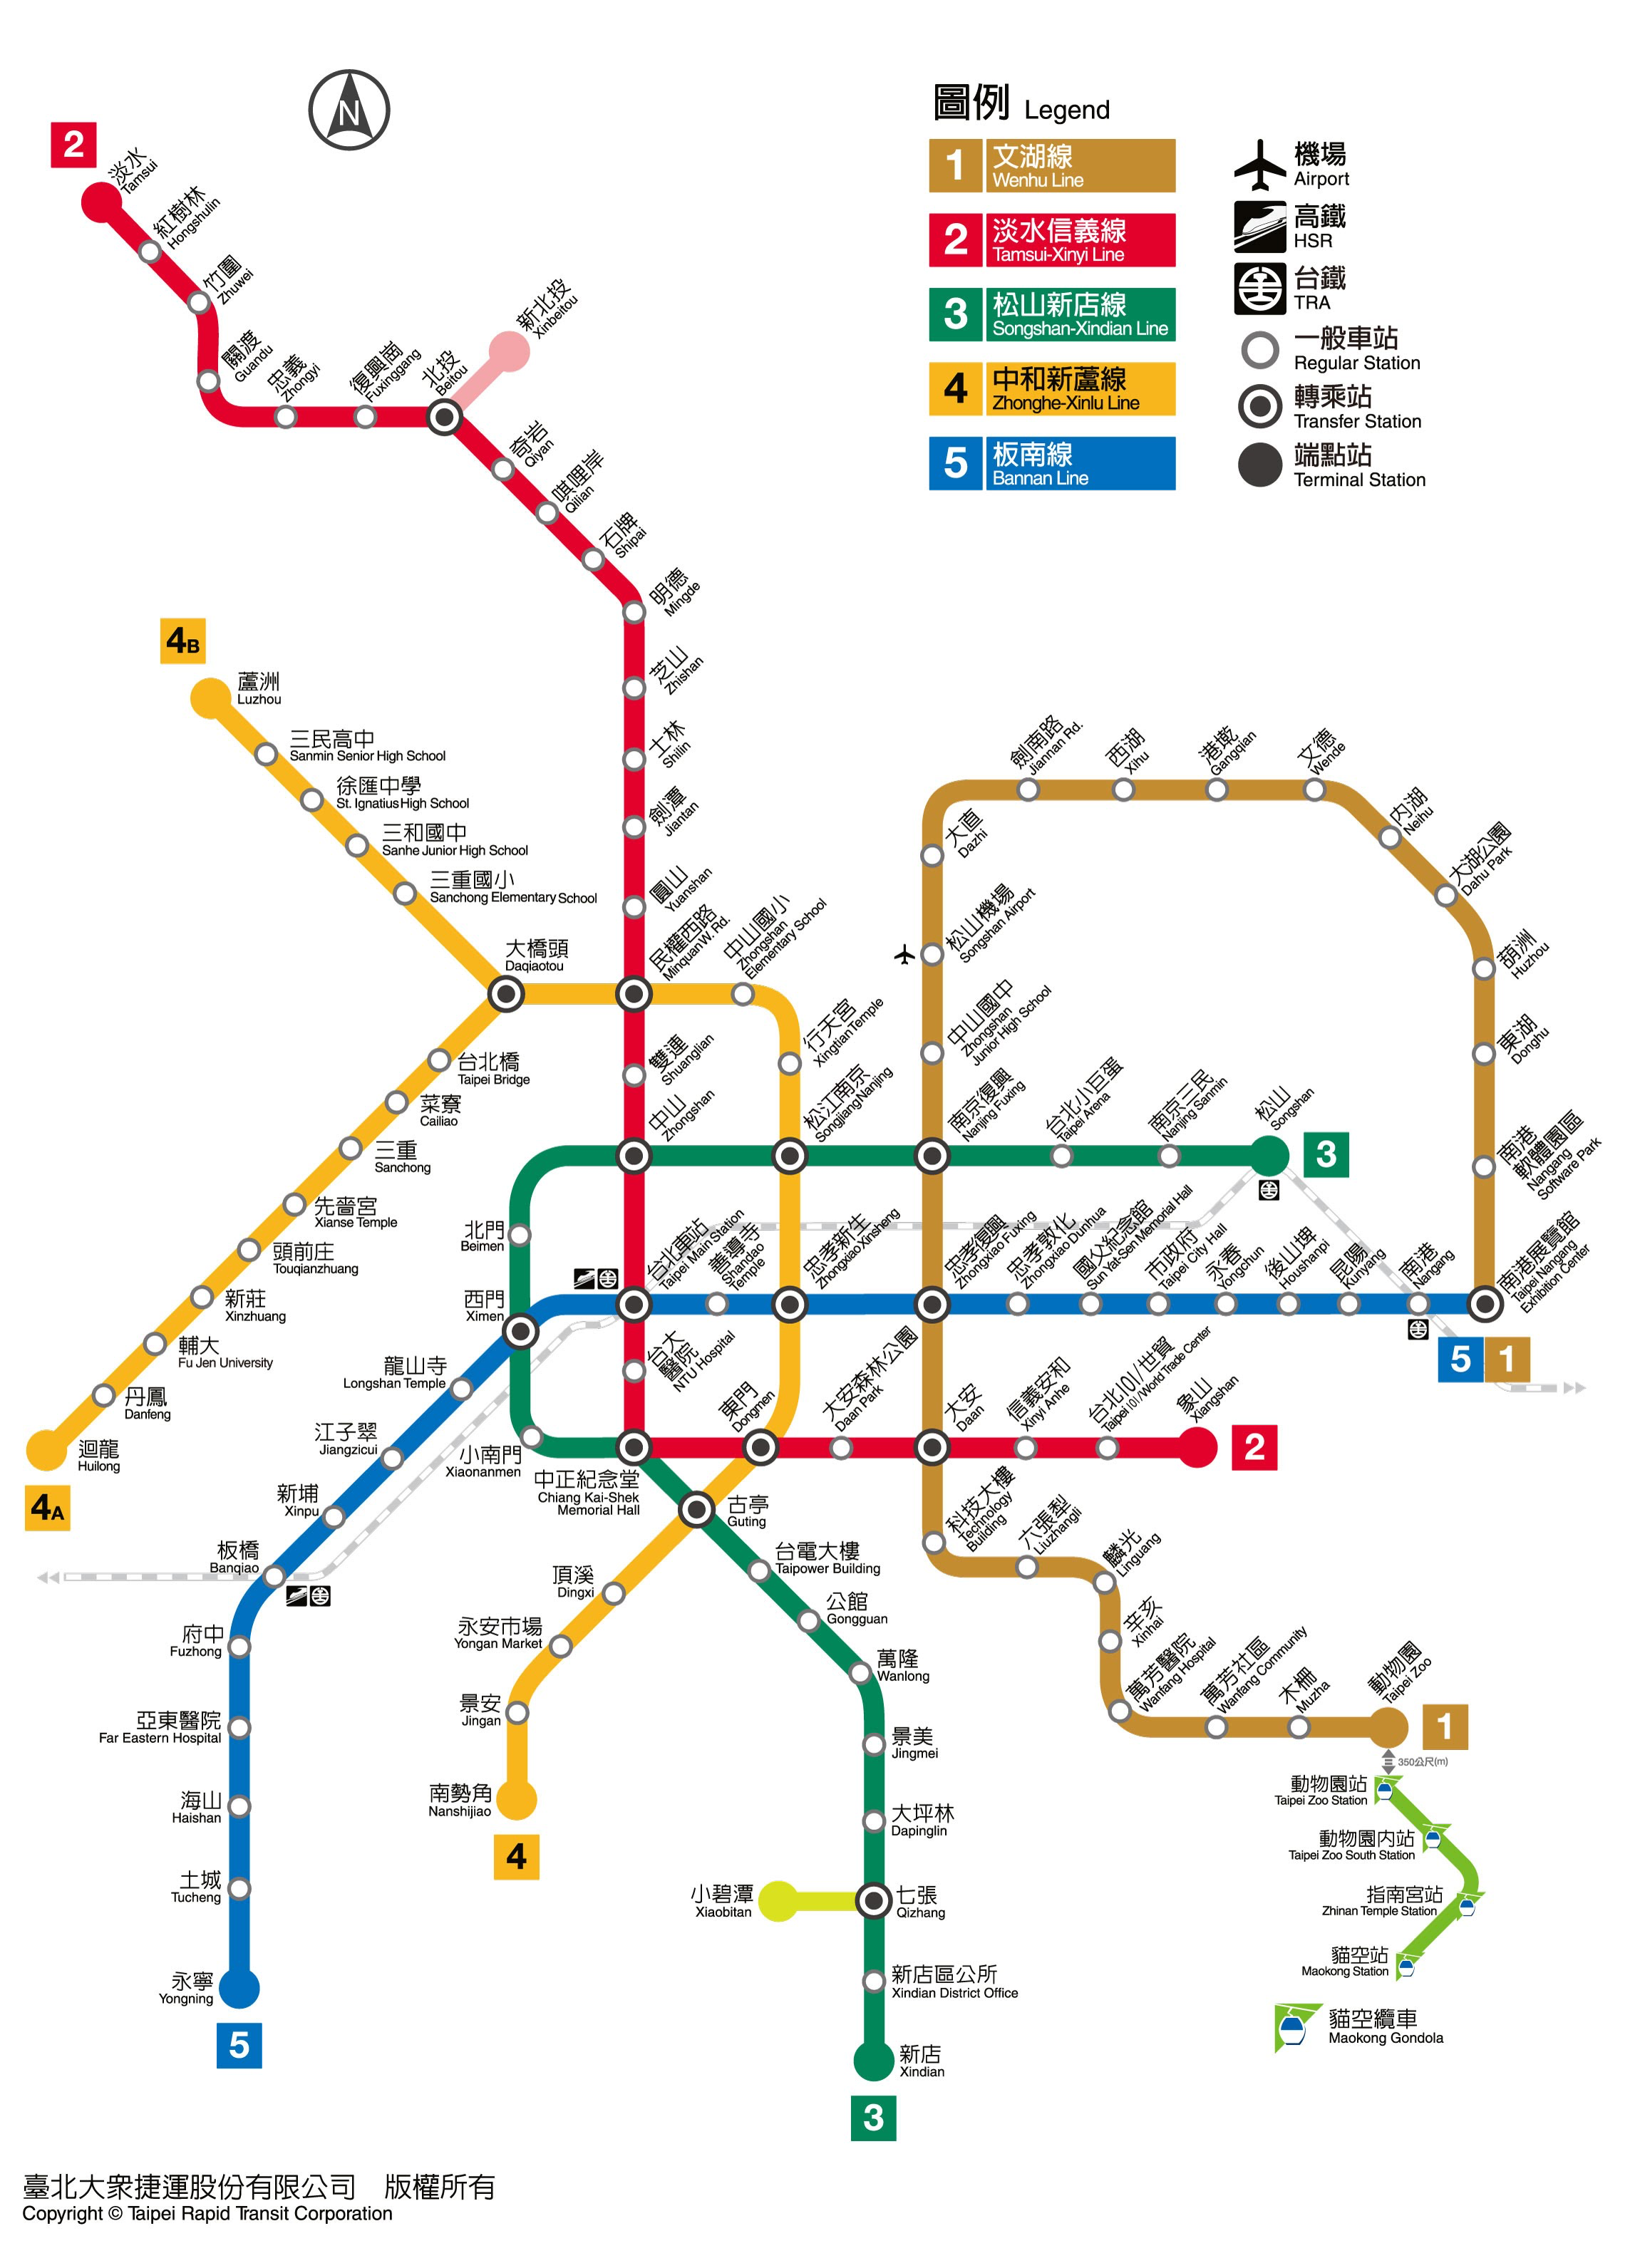 N
圖例 Legend
1 文湖線
Wenhu Line
2 淡水信義線
Tamsui-Xinyi Line
3 松山新店線
Songshan-Xindian Line
4 中和新蘆線
Zhonghe-Xinlu Line
5 板南線
Bannan Line
機場
Airport
高鐵
HSR
台鐵
TRA
一般車站
Regular Station
轉乘站
Transfer Station
端點站
Terminal Station
2
淡水
Tamsui
紅樹林
Hongshulin
竹圍
Zhuwei
關渡
Guandu
忠義
Zhongyi
復興崗
Fuxinggang
北投
Beitou
新北投
Xinbeitou
奇岩
Qiyan
唭哩岸
Qilian
石牌
Shipai
明德
Mingde
芝山
Zhishan
士林
Shilin
劍潭
Jiantan
圓山
Yuanshan
民權西路
Minquan W. Rd.
雙連
Shuanglian
中山
Zhongshan
4B
蘆洲
Luzhou
三民高中
Sanmin Senior High School
徐匯中學
St. Ignatius High School
三和國中
Sanhe Junior High School
三重國小
Sanchong Elementary School
大橋頭
Daqiaotou
中山國小
Zhongshan
Elementary School
行天宮
Xingtian Temple
松江南京
Songjiang Nanjing
台北橋
Taipei Bridge
菜寮
Cailiao
三重
Sanchong
先嗇宮
Xianse Temple
頭前庄
Touqianzhuang
新莊
Xinzhuang
輔大
Fu Jen University
丹鳳
Danfeng
迴龍
Huilong
4A
劍南路
Jiannan Rd.
西湖
Xihu
港墘
Gangqian
文德
Wende
內湖
Neihu
大湖公園
Dahu Park
葫洲
Huzhou
東湖
Donghu
南港
軟體園區
Nangang
Software Park
南港展覽館
Taipei Nangang
Exhibition Center
大直
Dazhi
松山機場
Songshan Airport
中山國中
Zhongshan
Junior High School
南京復興
Nanjing Fuxing
台北小巨蛋
Taipei Arena
南京三民
Nanjing Sanmin
松山
Songshan
3
北門
Beimen
西門
Ximen
台北車站
Taipei Main Station
善導寺
Shandao
Temple
忠孝新生
Zhongxiao Xinsheng
忠孝復興
Zhongxiao Fuxing
忠孝敦化
Zhongxiao Dunhua
國父紀念館
Sun Yat-Sen Memorial Hall
市政府
Taipei City Hall
永春
Yongchun
後山埤
Houshanpi
昆陽
Kunyang
南港
Nangang
5 1
龍山寺
Longshan Temple
江子翠
Jiangzicui
新埔
Xinpu
板橋
Banqiao
府中
Fuzhong
亞東醫院
Far Eastern Hospital
海山
Haishan
土城
Tucheng
永寧
Yongning
5
台大
醫院
NTU Hospital
小南門
Xiaonanmen
中正紀念堂
Chiang Kai-Shek
Memorial Hall
東門
Dongmen
大安森林公園
Daan Park
大安
Daan
信義安和
Xinyi Anhe
台北101/世貿
Taipei 101/World Trade Center
象山
Xiangshan
2
古亭
Guting
頂溪
Dingxi
永安市場
Yongan Market
景安
Jingan
南勢角
Nanshijiao
4
台電大樓
Taipower Building
公館
Gongguan
萬隆
Wanlong
景美
Jingmei
大坪林
Dapinglin
小碧潭
Xiaobitan
七張
Qizhang
新店區公所
Xindian District Office
新店
Xindian
3
科技大樓
Technology
Building
六張犁
Liuzhangli
麟光
Linguang
辛亥
Xinhai
萬芳醫院
Wanfang Hospital
萬芳社區
Wanfang Community
木柵
Muzha
動物園
Taipei Zoo
1
350公尺(m)
動物園站
Taipei Zoo Station
動物園內站
Taipei Zoo South Station
指南宮站
Zhinan Temple Station
貓空站
Maokong Station
貓空纜車
Maokong Gondola
臺北大眾捷運股份有限公司 版權所有
Copyright © Taipei Rapid Transit Corporation